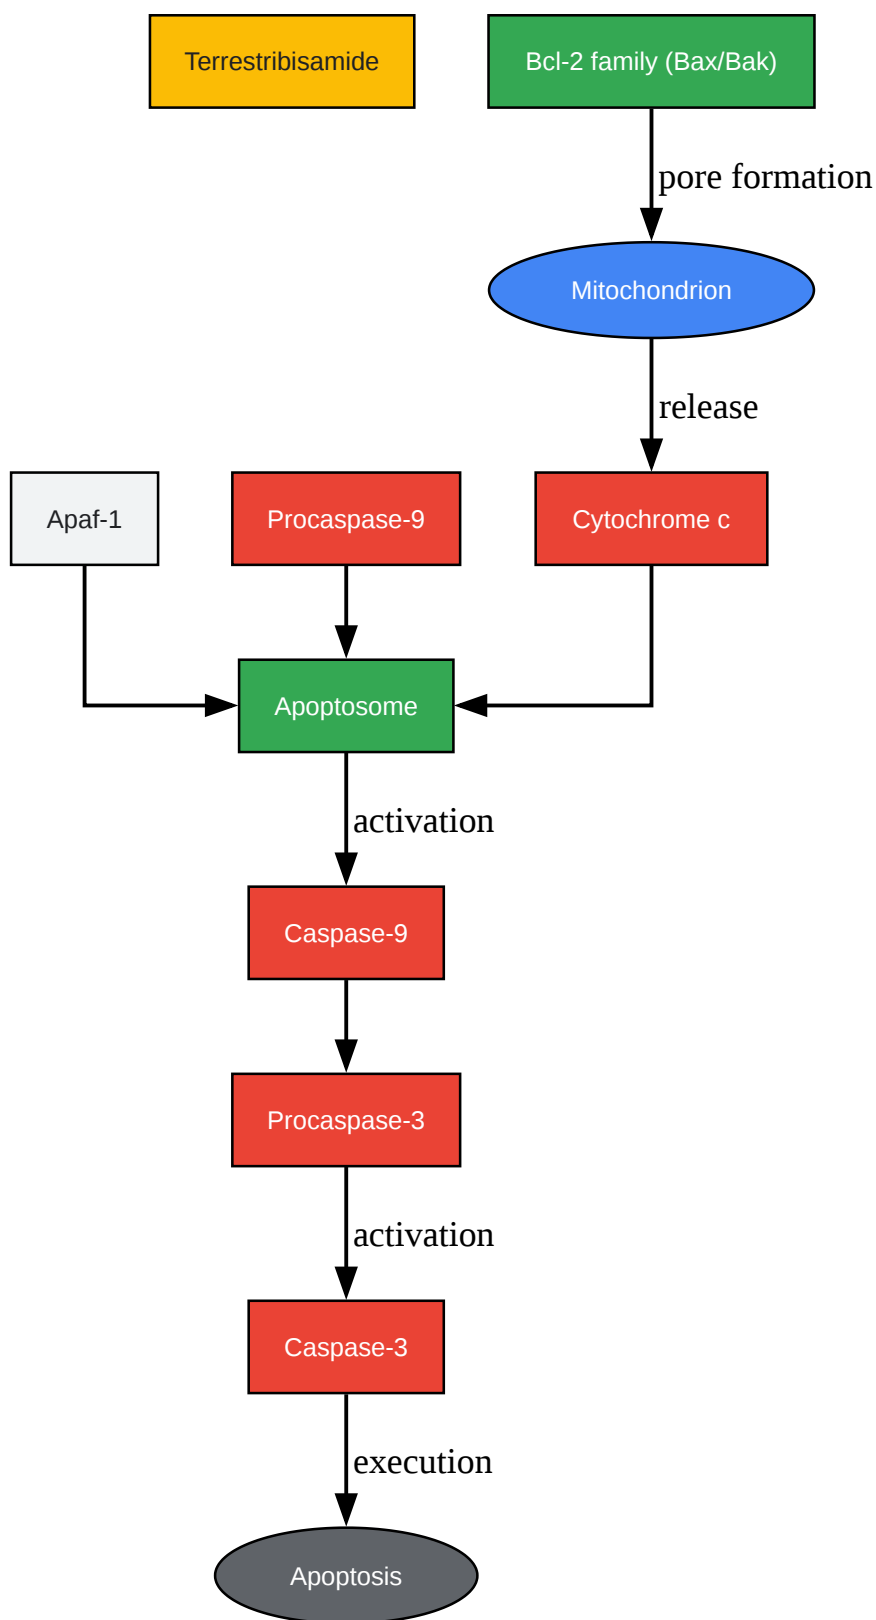 Terrestribisamide
Bcl-2 family (Bax/Bak)
pore formation
Mitochondrion
release
Apaf-1
Procaspase-9
Cytochrome c
Apoptosome
activation
Caspase-9
Procaspase-3
activation
Caspase-3
execution
Apoptosis